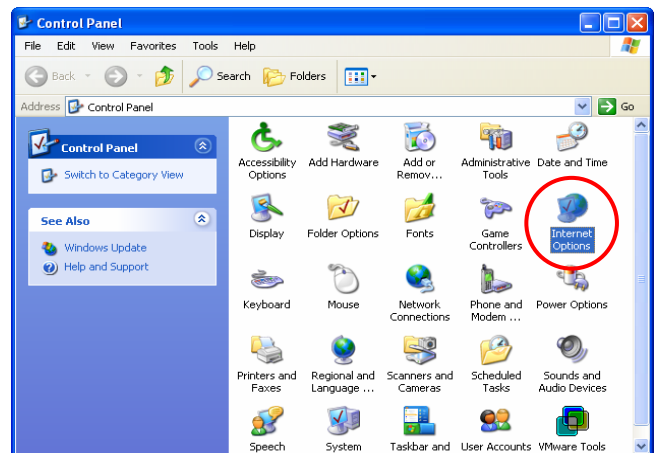 Control Panel
File Edit View Favorites Tools Help
Back Search Folders
Address Control Panel Go
Control Panel
Switch to Category View
See Also
Windows Update
Help and Support
Accessibility Options
Add Hardware
Add or Remov...
Administrative Tools
Date and Time
Display
Folder Options
Fonts
Game Controllers
Internet Options
Keyboard
Mouse
Network Connections
Phone and Modem ...
Power Options
Printers and Faxes
Regional and Language ...
Scanners and Cameras
Scheduled Tasks
Sounds and Audio Devices
Speech
System
Taskbar and
User Accounts
VMware Tools